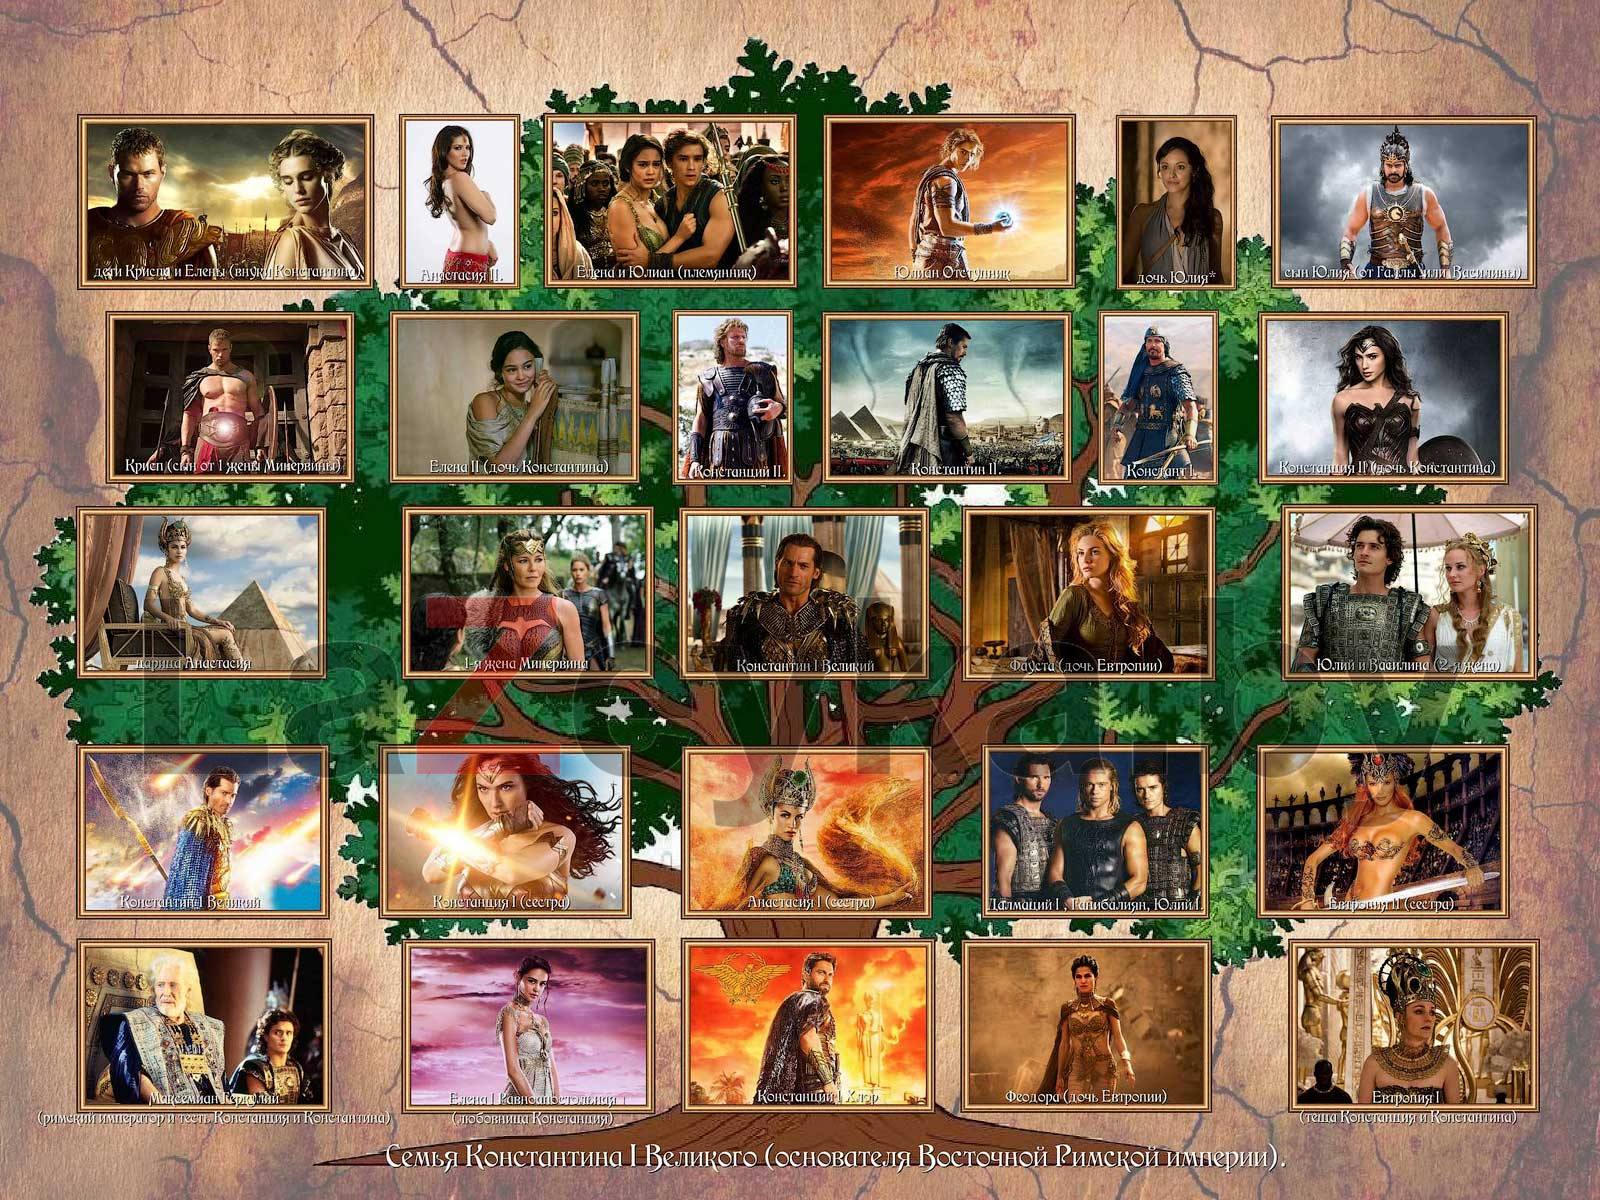 дети Криспа и Елены (внуки Константина)
Анастасия II.
Елена и Юлиан (племянник)
Юлиан Отступник
дочь Юлия*
сын Юлия (от Галлы или Василины)
Крисп (сын от 1 жены Минервины)
Елена II (дочь Константина)
Констанций II.
Константин II.
Констант I.
Констанция II (дочь Константина)
царица Анастасия
1-я жена Минервина
Константин I Великий
Фауста (дочь Евтропии)
Юлий и Василина (2-я жена)
LaZeyka.by
Константин I Великий
Констанция I (сестра)
Анастасия I (сестра)
Далмаций I , Ганибалиян, Юлий I.
Евтропия II (сестра)
Максемиан Геркулий
(римский император и тесть Констанция и Константина)
Елена I Равноапостольная
(любовница Констанция)
Констанций I Хлор
Феодора (дочь Евтропии)
Евтропия I
(теща Констанция и Константина)
Семья Константина I Великого (основателя Восточной Римской империи).